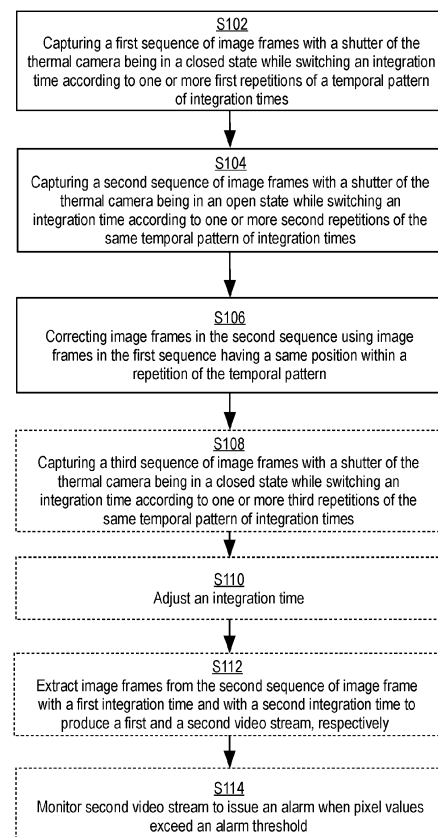 S102
Capturing a first sequence of image frames with a shutter of the
thermal camera being in a closed state while switching an integration
time according to one or more first repetitions of a temporal pattern
of integration times
S104
Capturing a second sequence of image frames with a shutter of the
thermal camera being in an open state while switching an
integration time according to one or more second repetitions of
the same temporal pattern of integration times
S106
Correcting image frames in the second sequence using image
frames in the first sequence having a same position within a
repetition of the temporal pattern
S108
Capturing a third sequence of image frames with a shutter of the
thermal camera being in a closed state while switching an
integration time according to one or more third repetitions of the
same temporal pattern of integration times
S110
Adjust an integration time
S112
Extract image frames from the second sequence of image frame
with a first integration time and with a second integration time to
produce a first and a second video stream, respectively
S114
Monitor second video stream to issue an alarm when pixel values
exceed an alarm threshold